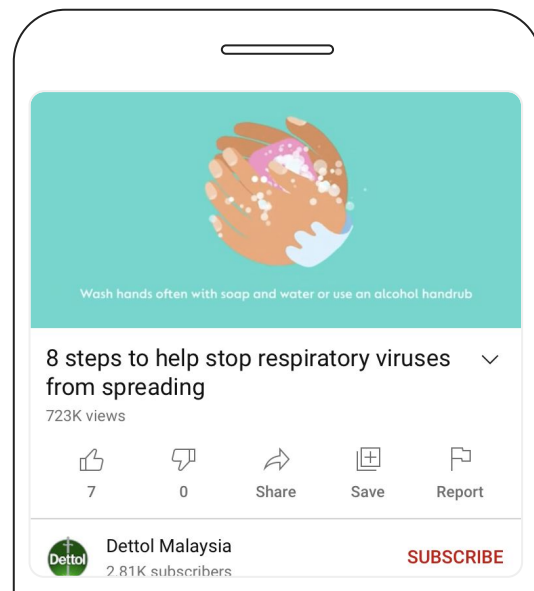 Wash hands often with soap and water or use an alcohol handrub
8 steps to help stop respiratory viruses
from spreading
723K views
7
0
Share
Save
Report
Dettol
Dettol Malaysia
SUBSCRIBE
2.81K subscribers